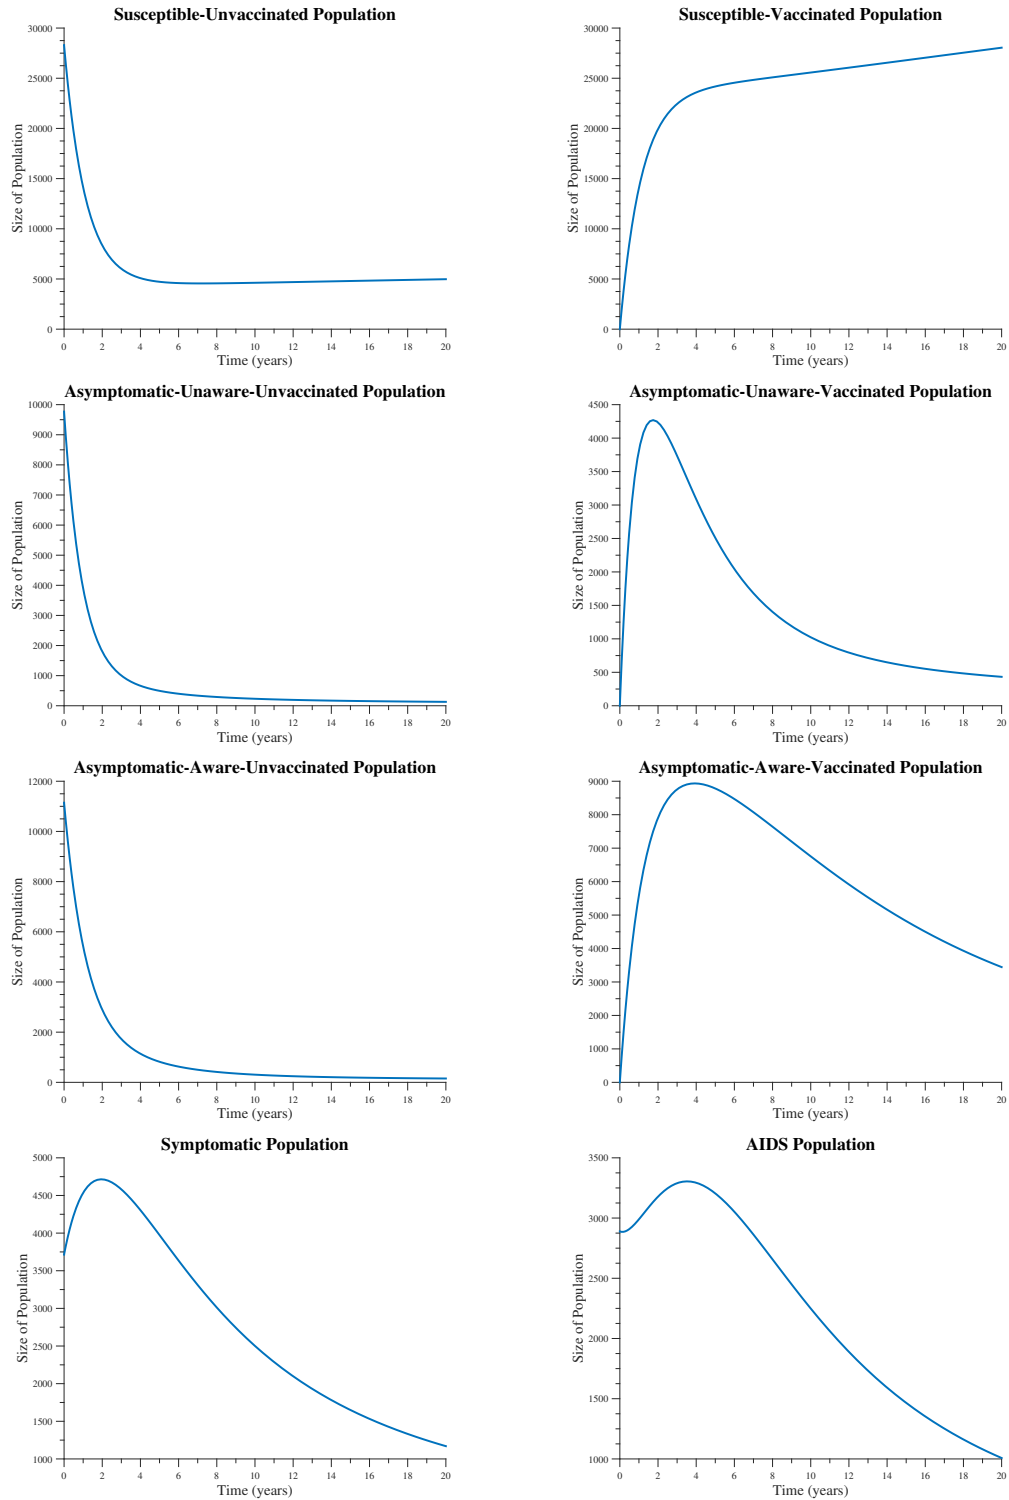 Susceptible-Unvaccinated Population
30000
25000
20000
15000
10000
5000
0
Size of Population
0 2 4 6 8 10 12 14 16 18 20
Time (years)
Susceptible-Vaccinated Population
30000
25000
20000
15000
10000
5000
0
Size of Population
0 2 4 6 8 10 12 14 16 18 20
Time (years)
Asymptomatic-Unaware-Unvaccinated Population
10000
9000
8000
7000
6000
5000
4000
3000
2000
1000
0
Size of Population
0 2 4 6 8 10 12 14 16 18 20
Time (years)
Asymptomatic-Unaware-Vaccinated Population
4500
4000
3500
3000
2500
2000
1500
1000
500
0
Size of Population
0 2 4 6 8 10 12 14 16 18 20
Time (years)
Asymptomatic-Aware-Unvaccinated Population
12000
10000
8000
6000
4000
2000
0
Size of Population
0 2 4 6 8 10 12 14 16 18 20
Time (years)
Asymptomatic-Aware-Vaccinated Population
9000
8000
7000
6000
5000
4000
3000
2000
1000
0
Size of Population
0 2 4 6 8 10 12 14 16 18 20
Time (years)
Symptomatic Population
5000
4500
4000
3500
3000
2500
2000
1500
1000
Size of Population
0 2 4 6 8 10 12 14 16 18 20
Time (years)
AIDS Population
3500
3000
2500
2000
1500
1000
Size of Population
0 2 4 6 8 10 12 14 16 18 20
Time (years)